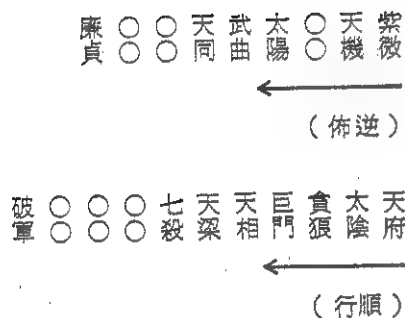 紫微
天機
○○
太陽
武曲
天同
○○
○○
廉貞
（逆佈）
天府
太陰
貪狼
巨門
天相
天梁
七殺
○○
○○
○○
破軍
（順行）